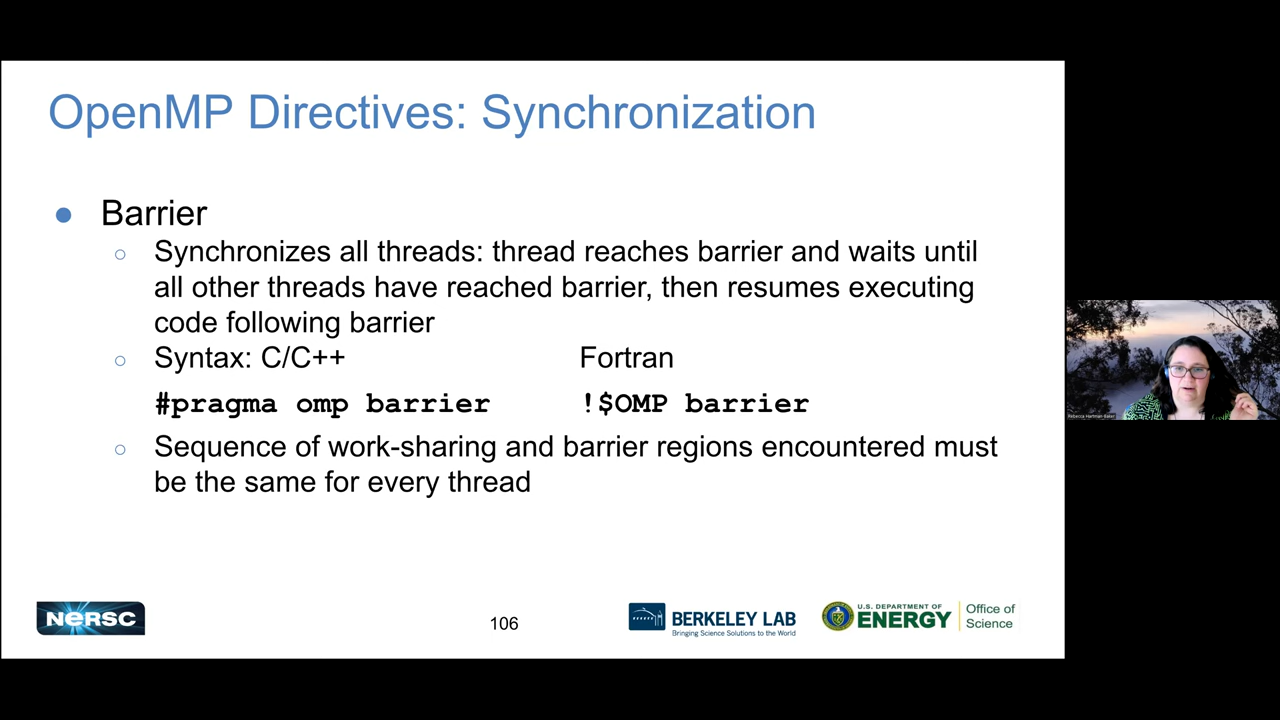 OpenMP Directives: Synchronization
● Barrier
○ Synchronizes all threads: thread reaches barrier and waits until
all other threads have reached barrier, then resumes executing
code following barrier
○ Syntax: C/C++ Fortran
#pragma omp barrier !$OMP barrier
○ Sequence of work-sharing and barrier regions encountered must
be the same for every thread
Rebecca Hartman-Baker
NERSC
106
BERKELEY LAB
Bringing Science Solutions to the World
U.S. DEPARTMENT OF
ENERGY
Office of
Science